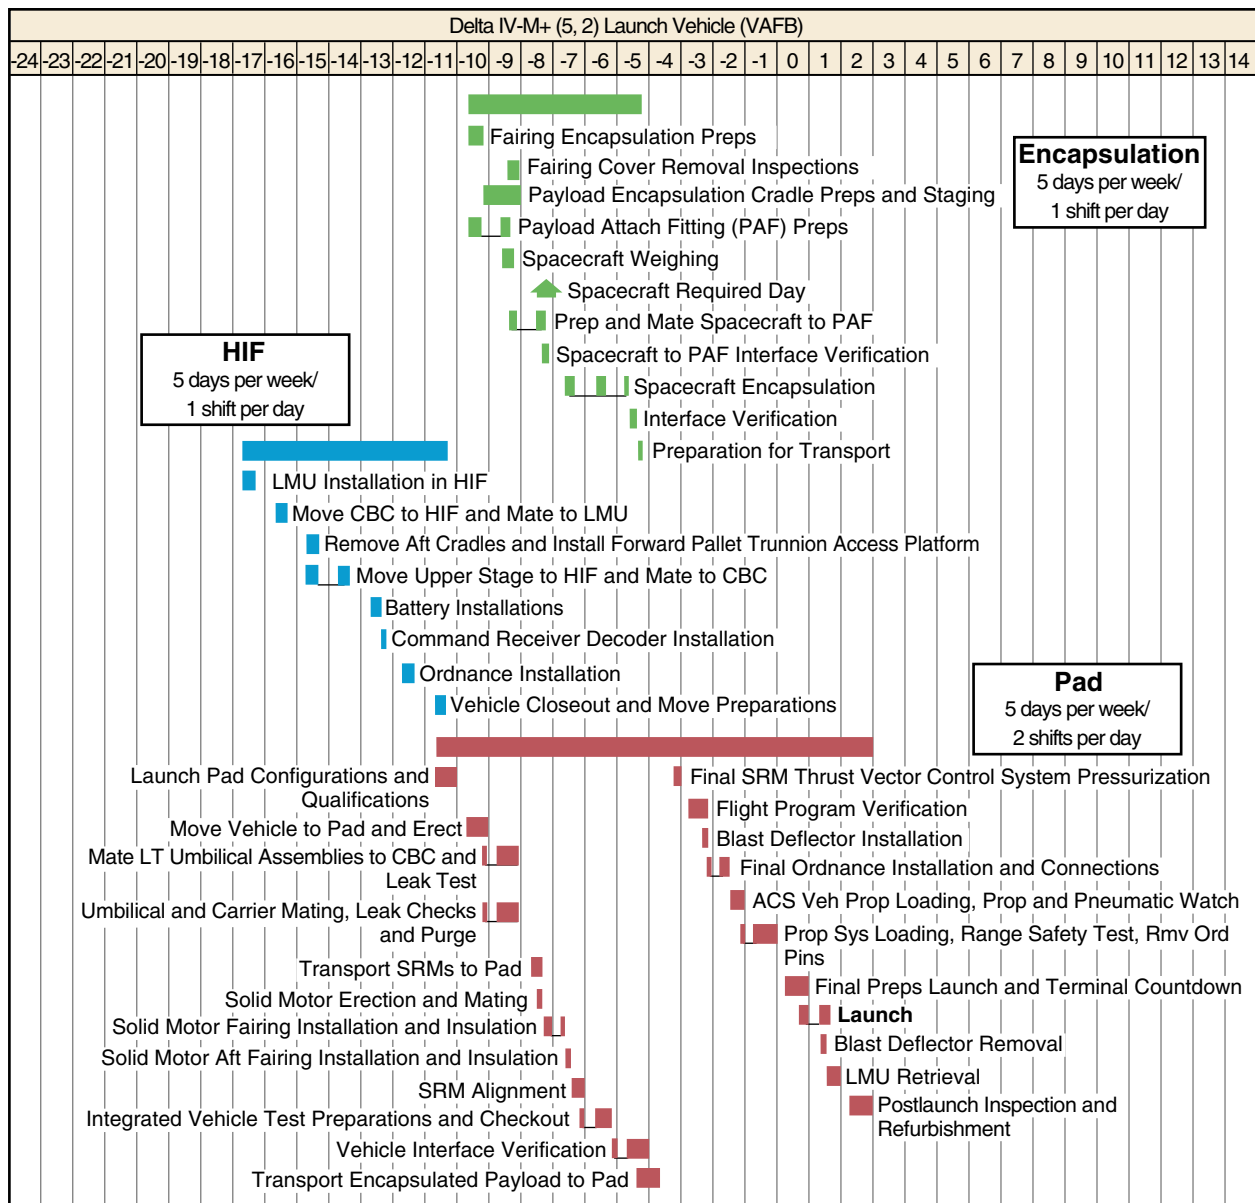 Delta IV-M+ (5, 2) Launch Vehicle (VAFB)
-24 -23 -22 -21 -20 -19 -18 -17 -16 -15 -14 -13 -12 -11 -10 -9 -8 -7 -6 -5 -4 -3 -2 -1 0 1 2 3 4 5 6 7 8 9 10 11 12 13 14
Encapsulation
5 days per week/
1 shift per day
Fairing Encapsulation Preps
Fairing Cover Removal Inspections
Payload Encapsulation Cradle Preps and Staging
Payload Attach Fitting (PAF) Preps
Spacecraft Weighing
Spacecraft Required Day
Prep and Mate Spacecraft to PAF
Spacecraft to PAF Interface Verification
Spacecraft Encapsulation
Interface Verification
Preparation for Transport
HIF
5 days per week/
1 shift per day
LMU Installation in HIF
Move CBC to HIF and Mate to LMU
Remove Aft Cradles and Install Forward Pallet Trunnion Access Platform
Move Upper Stage to HIF and Mate to CBC
Battery Installations
Command Receiver Decoder Installation
Ordnance Installation
Vehicle Closeout and Move Preparations
Pad
5 days per week/
2 shifts per day
Launch Pad Configurations and
Qualifications
Move Vehicle to Pad and Erect
Mate LT Umbilical Assemblies to CBC and
Leak Test
Umbilical and Carrier Mating, Leak Checks
and Purge
Transport SRMs to Pad
Solid Motor Erection and Mating
Solid Motor Fairing Installation and Insulation
Solid Motor Aft Fairing Installation and Insulation
SRM Alignment
Integrated Vehicle Test Preparations and Checkout
Vehicle Interface Verification
Transport Encapsulated Payload to Pad
Final SRM Thrust Vector Control System Pressurization
Flight Program Verification
Blast Deflector Installation
Final Ordnance Installation and Connections
ACS Veh Prop Loading, Prop and Pneumatic Watch
Prop Sys Loading, Range Safety Test, Rmv Ord
Pins
Final Preps Launch and Terminal Countdown
Launch
Blast Deflector Removal
LMU Retrieval
Postlaunch Inspection and
Refurbishment